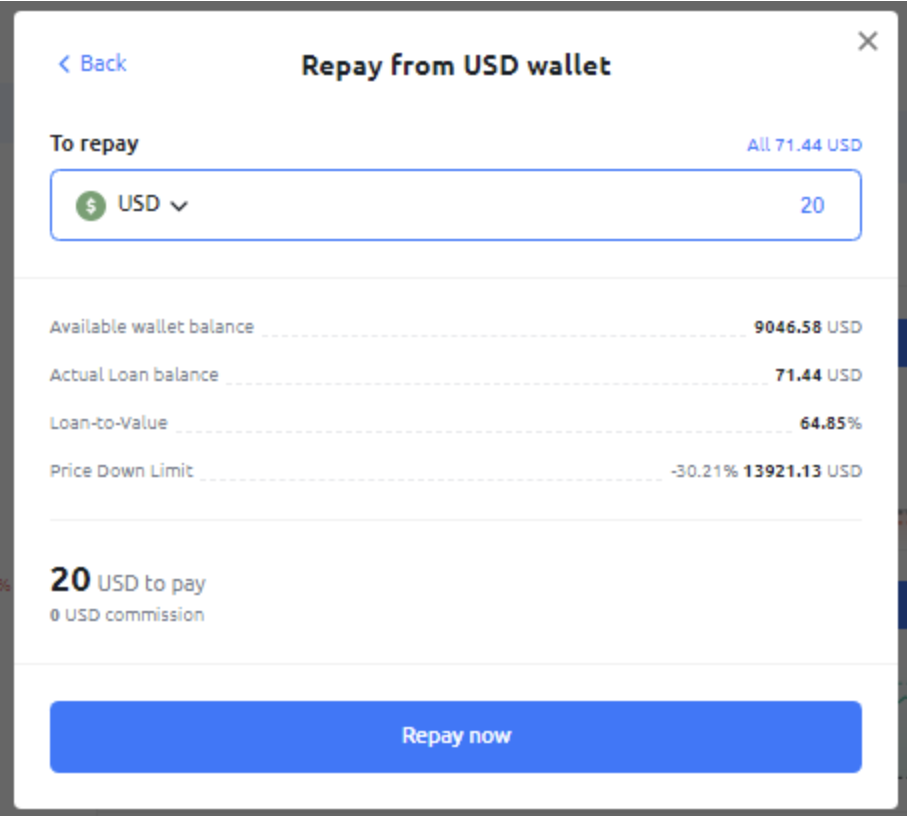 Back
Repay from USD wallet
To repay
All 71.44 USD
$ USD
20
Available wallet balance 9046.58 USD
Actual Loan balance 71.44 USD
Loan-to-Value 64.85%
Price Down Limit -30.21% 13921.13 USD
20 USD to pay
0 USD commission
Repay now
%